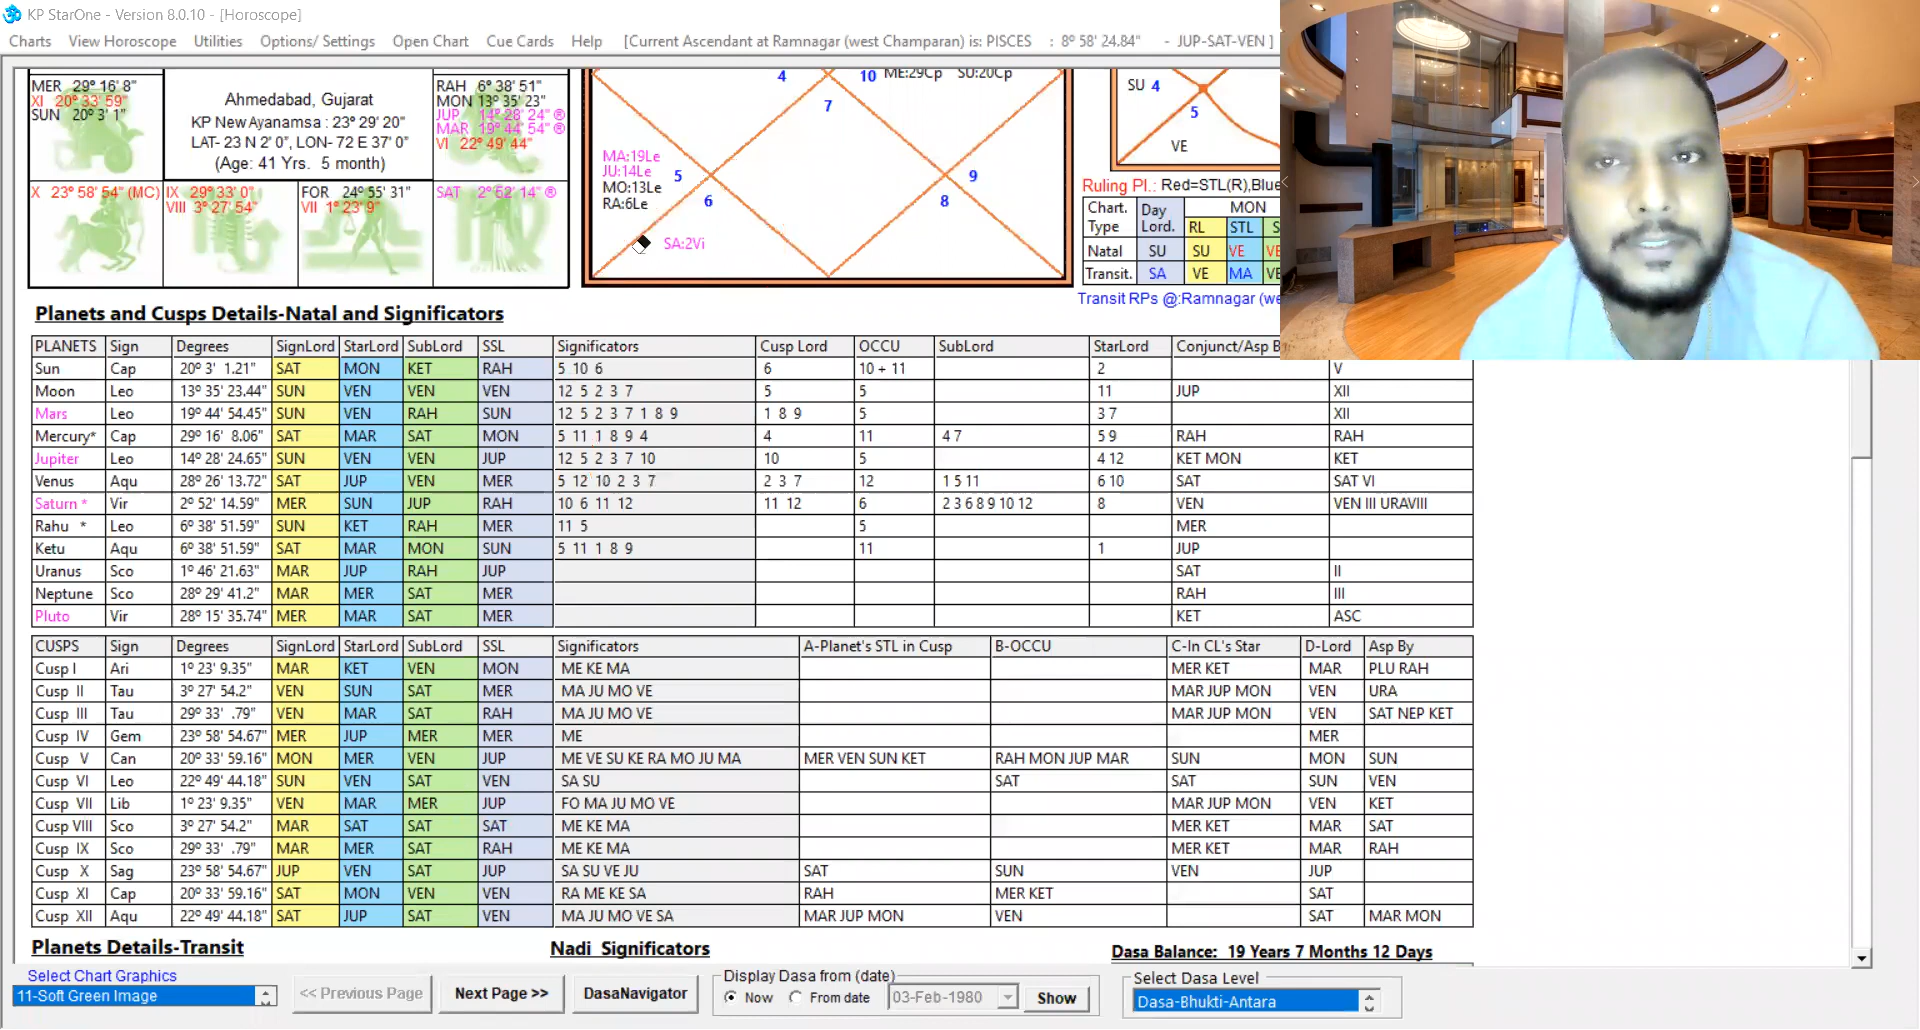 KP StarOne - Version 8.0.10 - [Horoscope]
Charts View Horoscope Utilities Options/ Settings Open Chart Cue Cards Help [Current Ascendant at Ramnagar (west Champaran) is: PISCES : 8º 58' 24.84" - JUP-SAT-VEN ]
MER 29° 16' 8"
XI 20° 33' 59"
SUN 20° 3' 1"
Ahmedabad, Gujarat
KP New Ayanamsa : 23° 29' 20"
LAT- 23 N 2' 0", LON- 72 E 37' 0"
(Age: 41 Yrs. 5 month)
RAH 6° 38' 51"
MON 13° 35' 23"
JUP 14° 28' 24" ®
MAR 19° 44' 54" ®
VI 22° 49' 44"
X 23° 58' 54" (MC)
IX 29° 33' 0"
VIII 3° 27' 54"
FOR 24° 55' 31"
VII 1° 23' 9"
SAT 2° 52' 14" ®
4
10 ME:29Cp SU:20Cp
7
MA:19Le
JU:14Le
MO:13Le
RA:6Le
5
6
9
8
SA:2Vi
SU 4
5
VE
Ruling Pl.: Red=STL(R),Blue
Chart. Type Day Lord. MON
RL STL S
Natal SU SU VE VE
Transit. SA VE MA VE
Transit RPs @:Ramnagar (we
Planets and Cusps Details-Natal and Significators
PLANETS Sign Degrees SignLord StarLord SubLord SSL Significators Cusp Lord OCCU SubLord StarLord Conjunct/Asp B
Sun Cap 20º 3' 1.21" SAT MON KET RAH 5 10 6 6 10 + 11 2 V
Moon Leo 13º 35' 23.44" SUN VEN VEN VEN 12 5 2 3 7 5 5 11 JUP XII
Mars Leo 19º 44' 54.45" SUN VEN RAH SUN 12 5 2 3 7 1 8 9 1 8 9 5 3 7 XII
Mercury* Cap 29º 16' 8.06" SAT MAR SAT MON 5 11 1 8 9 4 4 11 4 7 5 9 RAH RAH
Jupiter Leo 14º 28' 24.65" SUN VEN VEN JUP 12 5 2 3 7 10 10 5 4 12 KET MON KET
Venus Aqu 28º 26' 13.72" SAT JUP VEN MER 5 12 10 2 3 7 2 3 7 12 1 5 11 6 10 SAT SAT VI
Saturn * Vir 2º 52' 14.59" MER SUN JUP RAH 10 6 11 12 11 12 6 2 3 6 8 9 10 12 8 VEN VEN III URAVIII
Rahu * Leo 6º 38' 51.59" SUN KET RAH MER 11 5 5 MER
Ketu Aqu 6º 38' 51.59" SAT MAR MON SUN 5 11 1 8 9 11 1 JUP
Uranus Sco 1º 46' 21.63" MAR JUP RAH JUP SAT II
Neptune Sco 28º 29' 41.2" MAR MER SAT MER RAH III
Pluto Vir 28º 15' 35.74" MER MAR SAT MER KET ASC
CUSPS Sign Degrees SignLord StarLord SubLord SSL Significators A-Planet's STL in Cusp B-OCCU C-In CL's Star D-Lord Asp By
Cusp I Ari 1º 23' 9.35" MAR KET VEN MON ME KE MA MER KET MAR PLU RAH
Cusp II Tau 3º 27' 54.2" VEN SUN SAT MER MA JU MO VE MAR JUP MON VEN URA
Cusp III Tau 29º 33' .79" VEN MAR SAT RAH MA JU MO VE MAR JUP MON VEN SAT NEP KET
Cusp IV Gem 23º 58' 54.67" MER JUP MER MER ME MER
Cusp V Can 20º 33' 59.16" MON MER VEN JUP ME VE SU KE RA MO JU MA MER VEN SUN KET RAH MON JUP MAR SUN MON SUN
Cusp VI Leo 22º 49' 44.18" SUN VEN SAT VEN SA SU SAT SAT SUN VEN
Cusp VII Lib 1º 23' 9.35" VEN MAR MER JUP FO MA JU MO VE MAR JUP MON VEN KET
Cusp VIII Sco 3º 27' 54.2" MAR SAT SAT SAT ME KE MA MER KET MAR SAT
Cusp IX Sco 29º 33' .79" MAR MER SAT RAH ME KE MA MER KET MAR RAH
Cusp X Sag 23º 58' 54.67" JUP VEN SAT JUP SA SU VE JU SAT SUN VEN JUP
Cusp XI Cap 20º 33' 59.16" SAT MON VEN VEN RA ME KE SA RAH MER KET SAT
Cusp XII Aqu 22º 49' 44.18" SAT JUP SAT VEN MA JU MO VE SA MAR JUP MON VEN SAT MAR MON
Planets Details-Transit Nadi Significators Dasa Balance: 19 Years 7 Months 12 Days
Select Chart Graphics
11-Soft Green Image
<< Previous Page
Next Page >>
DasaNavigator
Display Dasa from (date)
Now From date 03-Feb-1980 Show
Select Dasa Level
Dasa-Bhukti-Antara